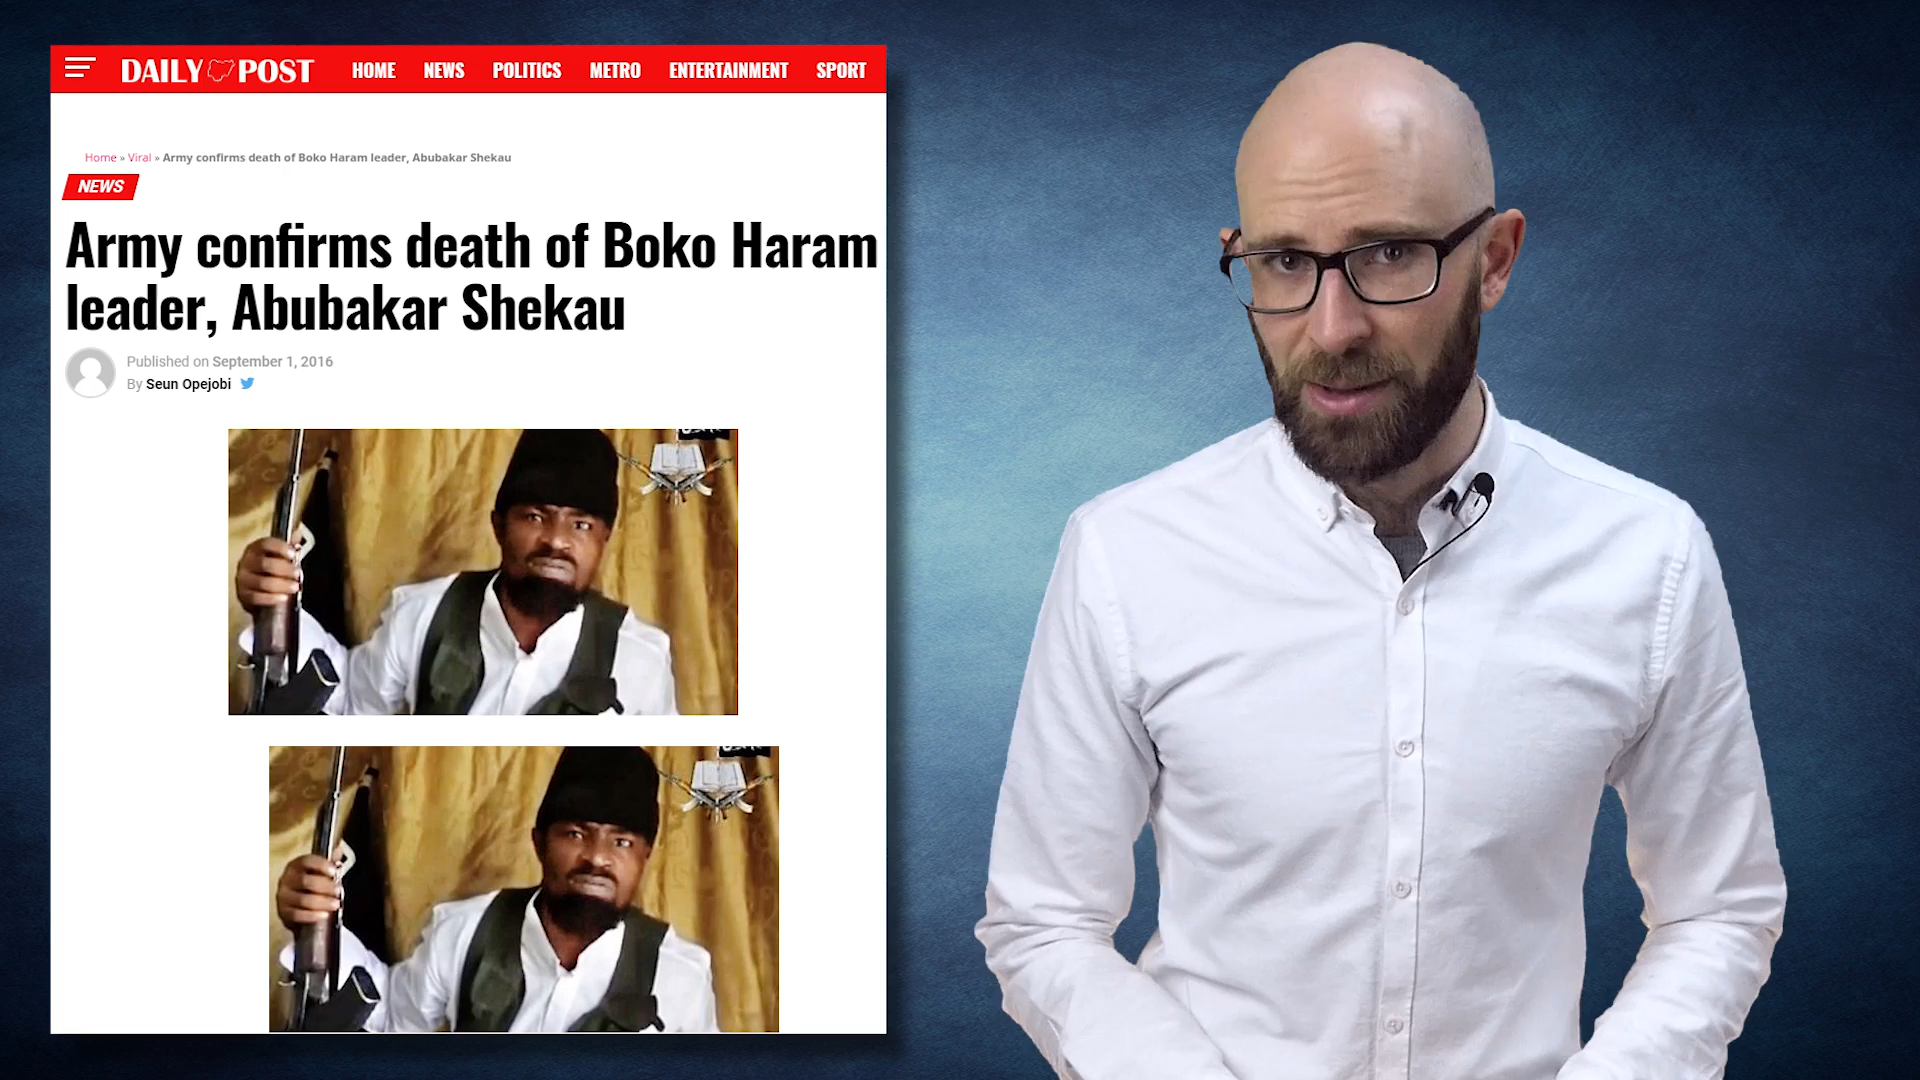 DAILY POST HOME NEWS POLITICS METRO ENTERTAINMENT SPORT
Home » Viral » Army confirms death of Boko Haram leader, Abubakar Shekau
NEWS
Army confirms death of Boko Haram
leader, Abubakar Shekau
Published on September 1, 2016
By Seun Opejobi